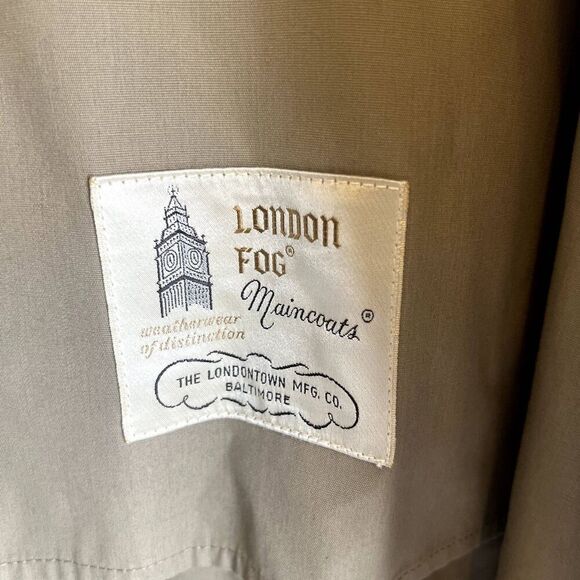 LONDON
FOG®
Maincoats®
weatherwear
of distinction
THE LONDONTOWN MFG. CO.
BALTIMORE